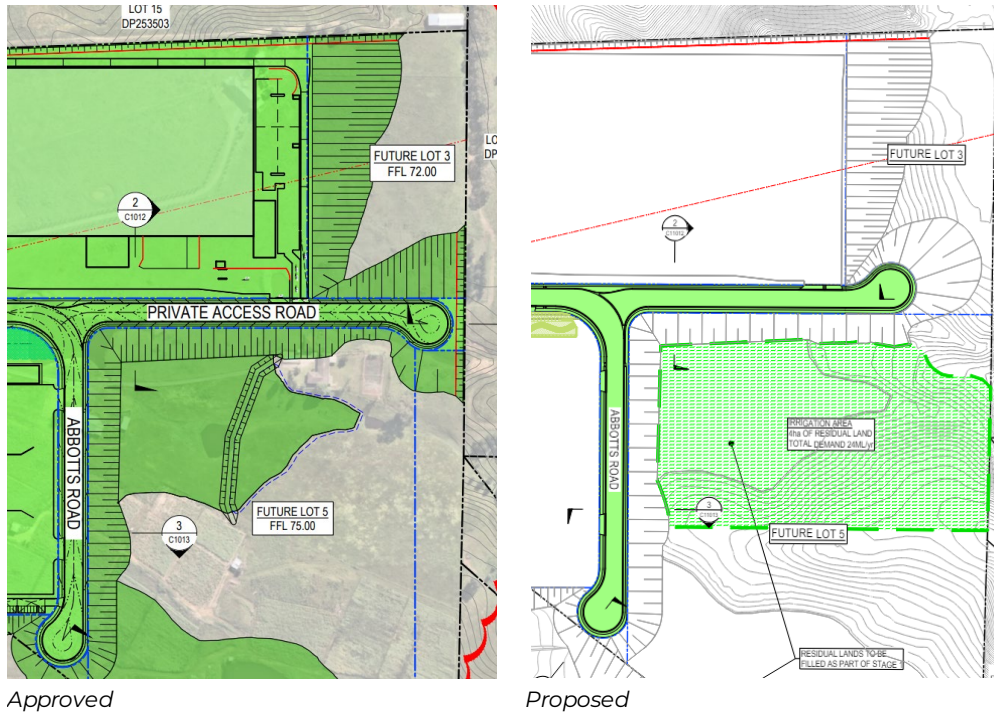 LOT 15
DP253503
FUTURE LOT 3
FFL 72.00
LO
DP
2
C1012
PRIVATE ACCESS ROAD
ABBOTTS ROAD
FUTURE LOT 5
FFL 75.00
3
C1013
Approved
FUTURE LOT 3
2
C11012
ABBOTTS ROAD
IRRIGATION AREA
4ha OF RESIDUAL LAND
TOTAL DEMAND 24ML/yr
3
C11013
FUTURE LOT 5
RESIDUAL LANDS TO BE
FILLED AS PART OF STAGE 1
Proposed